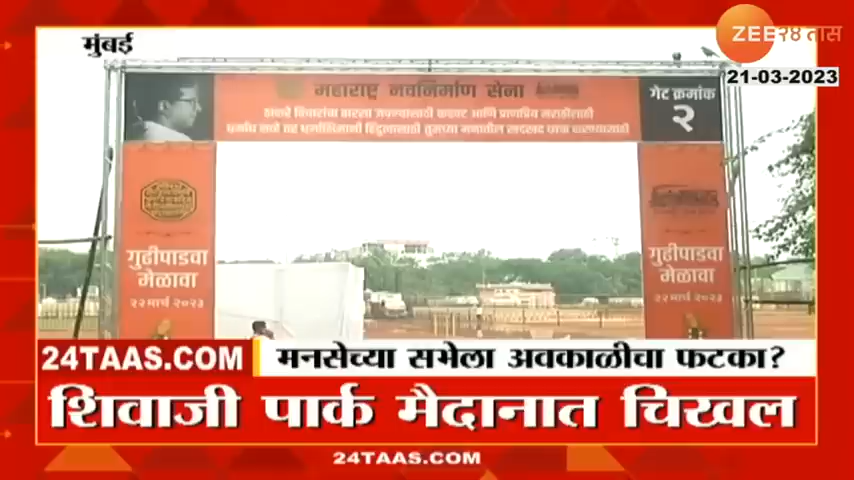 मुंबई
ZEE २४ तास
21-03-2023
महाराष्ट्र नवनिर्माण सेना
गेट क्रमांक
२
गुढीपाडवा
मेळावा
२२ मार्च २०२३
गुढीपाडवा
मेळावा
२२ मार्च २०२३
24TAAS.COM
मनसेच्या सभेला अवकाळीचा फटका?
शिवाजी पार्क मैदानात चिखल
24TAAS.COM